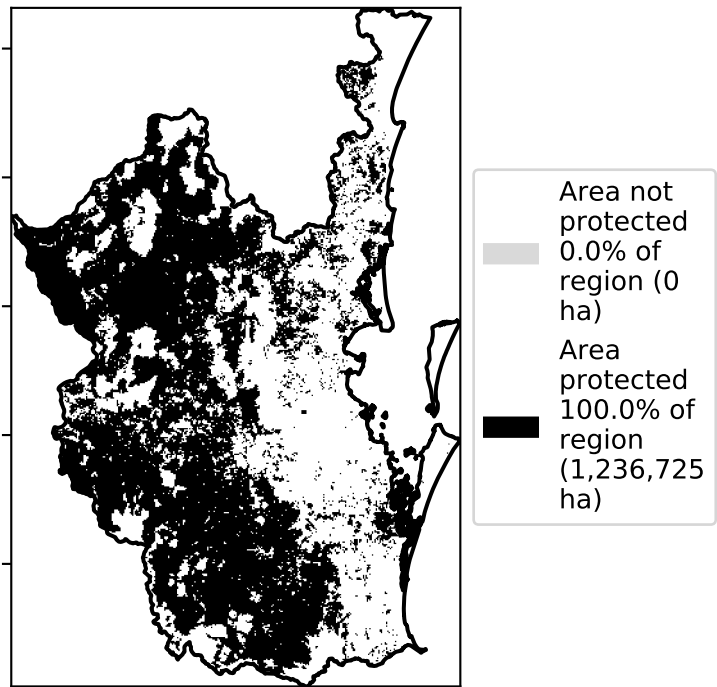 Area not
protected
0.0% of
region (0
ha)
Area
protected
100.0% of
region
(1,236,725
ha)